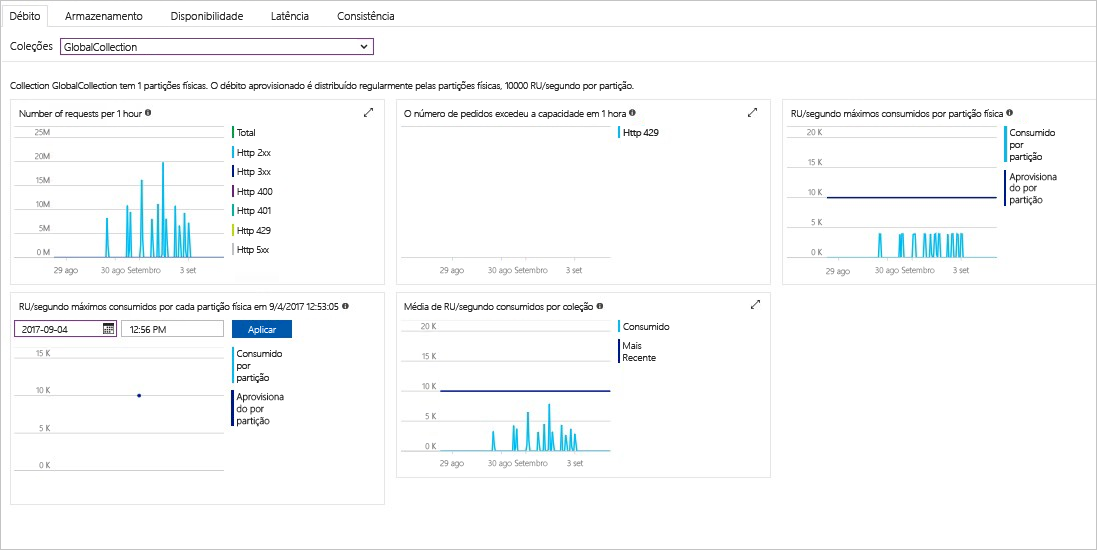 Débito Armazenamento Disponibilidade Latência Consistência
Coleções GlobalCollection
Collection GlobalCollection tem 1 partições físicas. O débito aprovisionado é distribuído regularmente pelas partições físicas, 10000 RU/segundo por partição.
Number of requests per 1 hour
25M
20M
15M
10M
5M
0 M
29 ago 30 ago Setembro 3 set
Total
Http 2xx
Http 3xx
Http 400
Http 401
Http 429
Http 5xx
O número de pedidos excedeu a capacidade em 1 hora
29 ago 30 ago Setembro 3 set
Http 429
RU/segundo máximos consumidos por partição física
20 K
15 K
10 K
5 K
0 K
29 ago 30 ago Setembro 3 set
Consumido
por
partição
Aprovisiona
do por
partição
RU/segundo máximos consumidos por cada partição física em 9/4/2017 12:53:05
2017-09-04 12:56 PM Aplicar
15 K
10 K
5 K
0 K
Consumido
por
partição
Aprovisiona
do por
partição
Média de RU/segundo consumidos por coleção
20 K
15 K
10 K
5 K
0 K
29 ago 30 ago Setembro 3 set
Consumido
Mais
Recente